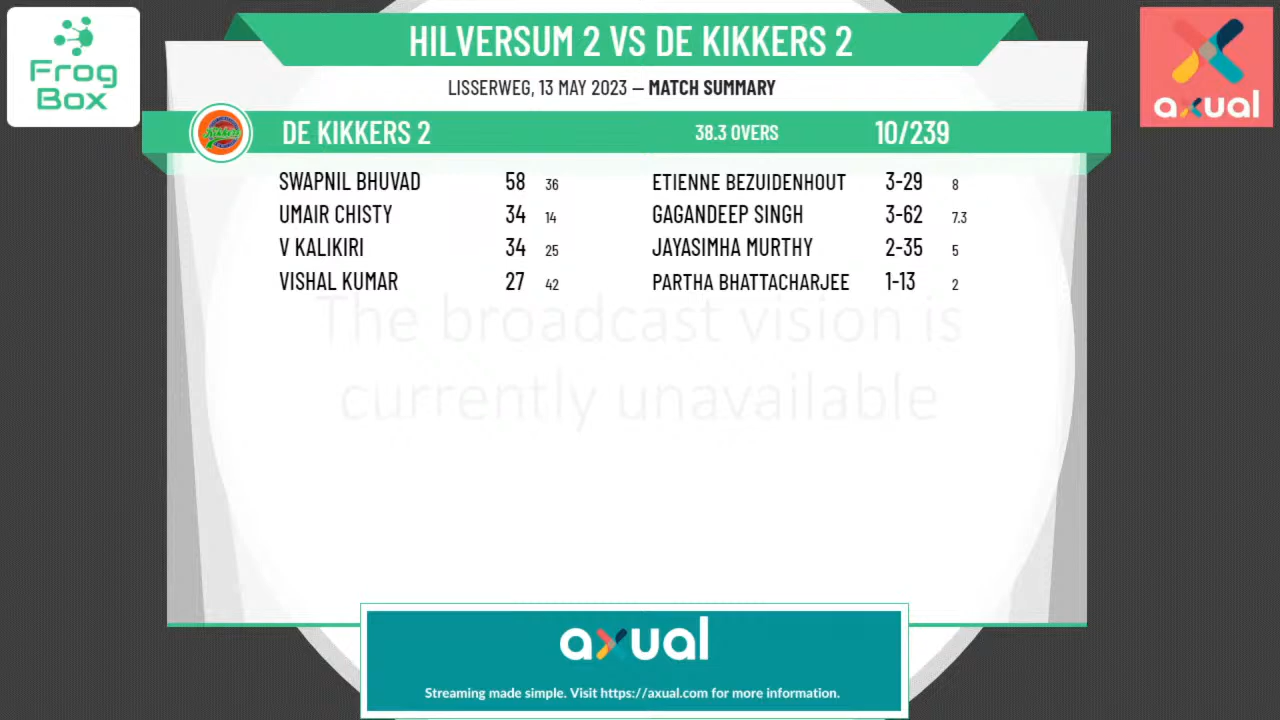 Frog
Box
HILVERSUM 2 VS DE KIKKERS 2
axual
LISSERWEG, 13 MAY 2023 – MATCH SUMMARY
Kikkers
DE KIKKERS 2 38.3 OVERS 10/239
SWAPNIL BHUVAD 58 36 ETIENNE BEZUIDENHOUT 3-29 8
UMAIR CHISTY 34 14 GAGANDEEP SINGH 3-62 7.3
V KALIKIRI 34 25 JAYASIMHA MURTHY 2-35 5
VISHAL KUMAR 27 42 PARTHA BHATTACHARJEE 1-13 2
The broadcast vision is
currently unavailable
axual
Streaming made simple. Visit https://axual.com for more information.